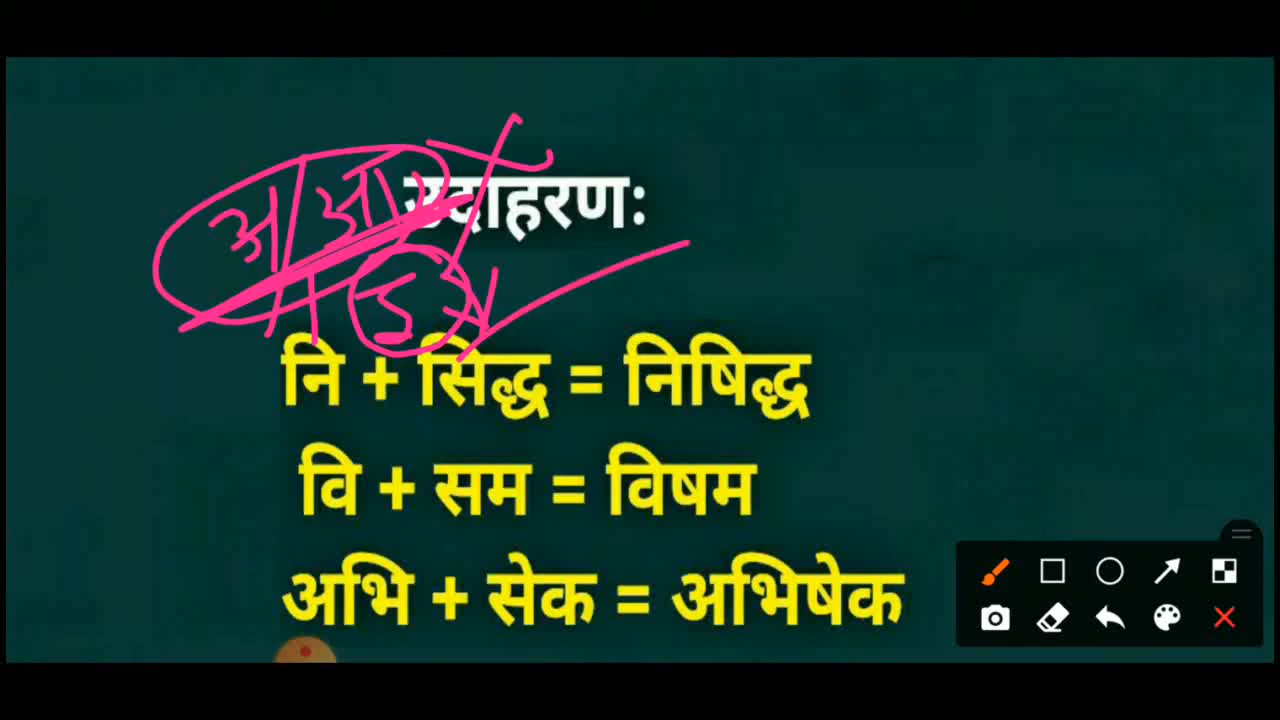 अ/आ
उदाहरणः
इ
नि + सिद्ध = निषिद्ध
वि + सम = विषम
अभि + सेक = अभिषेक